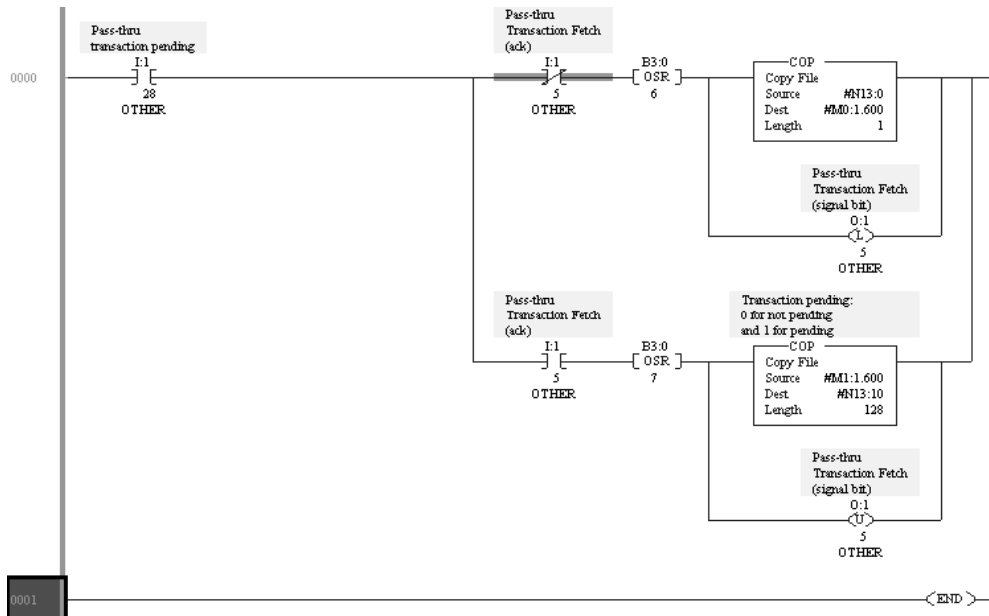 Pass-thru
transaction pending
I:1
28
OTHER
0000
Pass-thru
Transaction Fetch
(ack)
I:1
5
OTHER
B3:0
OSR
6
COP
Copy File
Source #N13:0
Dest #M0:1.600
Length 1
Pass-thru
Transaction Fetch
(signal bit)
O:1
L
5
OTHER
Pass-thru
Transaction Fetch
(ack)
I:1
5
OTHER
B3:0
OSR
7
Transaction pending:
0 for not pending
and 1 for pending
COP
Copy File
Source #M1:1.600
Dest #N13:10
Length 128
Pass-thru
Transaction Fetch
(signal bit)
O:1
U
5
OTHER
0001
END